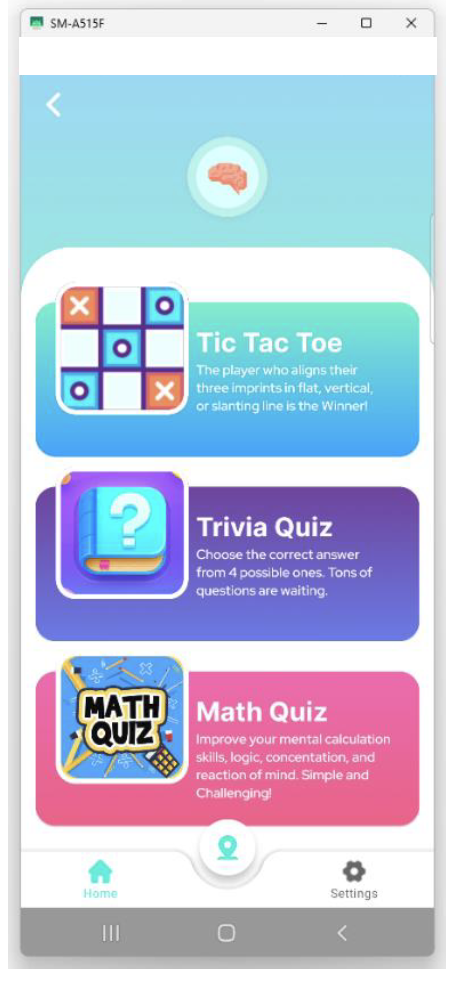 SM-A515F
Tic Tac Toe
The player who aligns their
three imprints in flat, vertical,
or slanting line is the Winner!
Trivia Quiz
Choose the correct answer
from 4 possible ones. Tons of
questions are waiting.
MATH
QUIZ
Math Quiz
Improve your mental calculation
skills, logic, concentation, and
reaction of mind. Simple and
Challenging!
Home
Settings